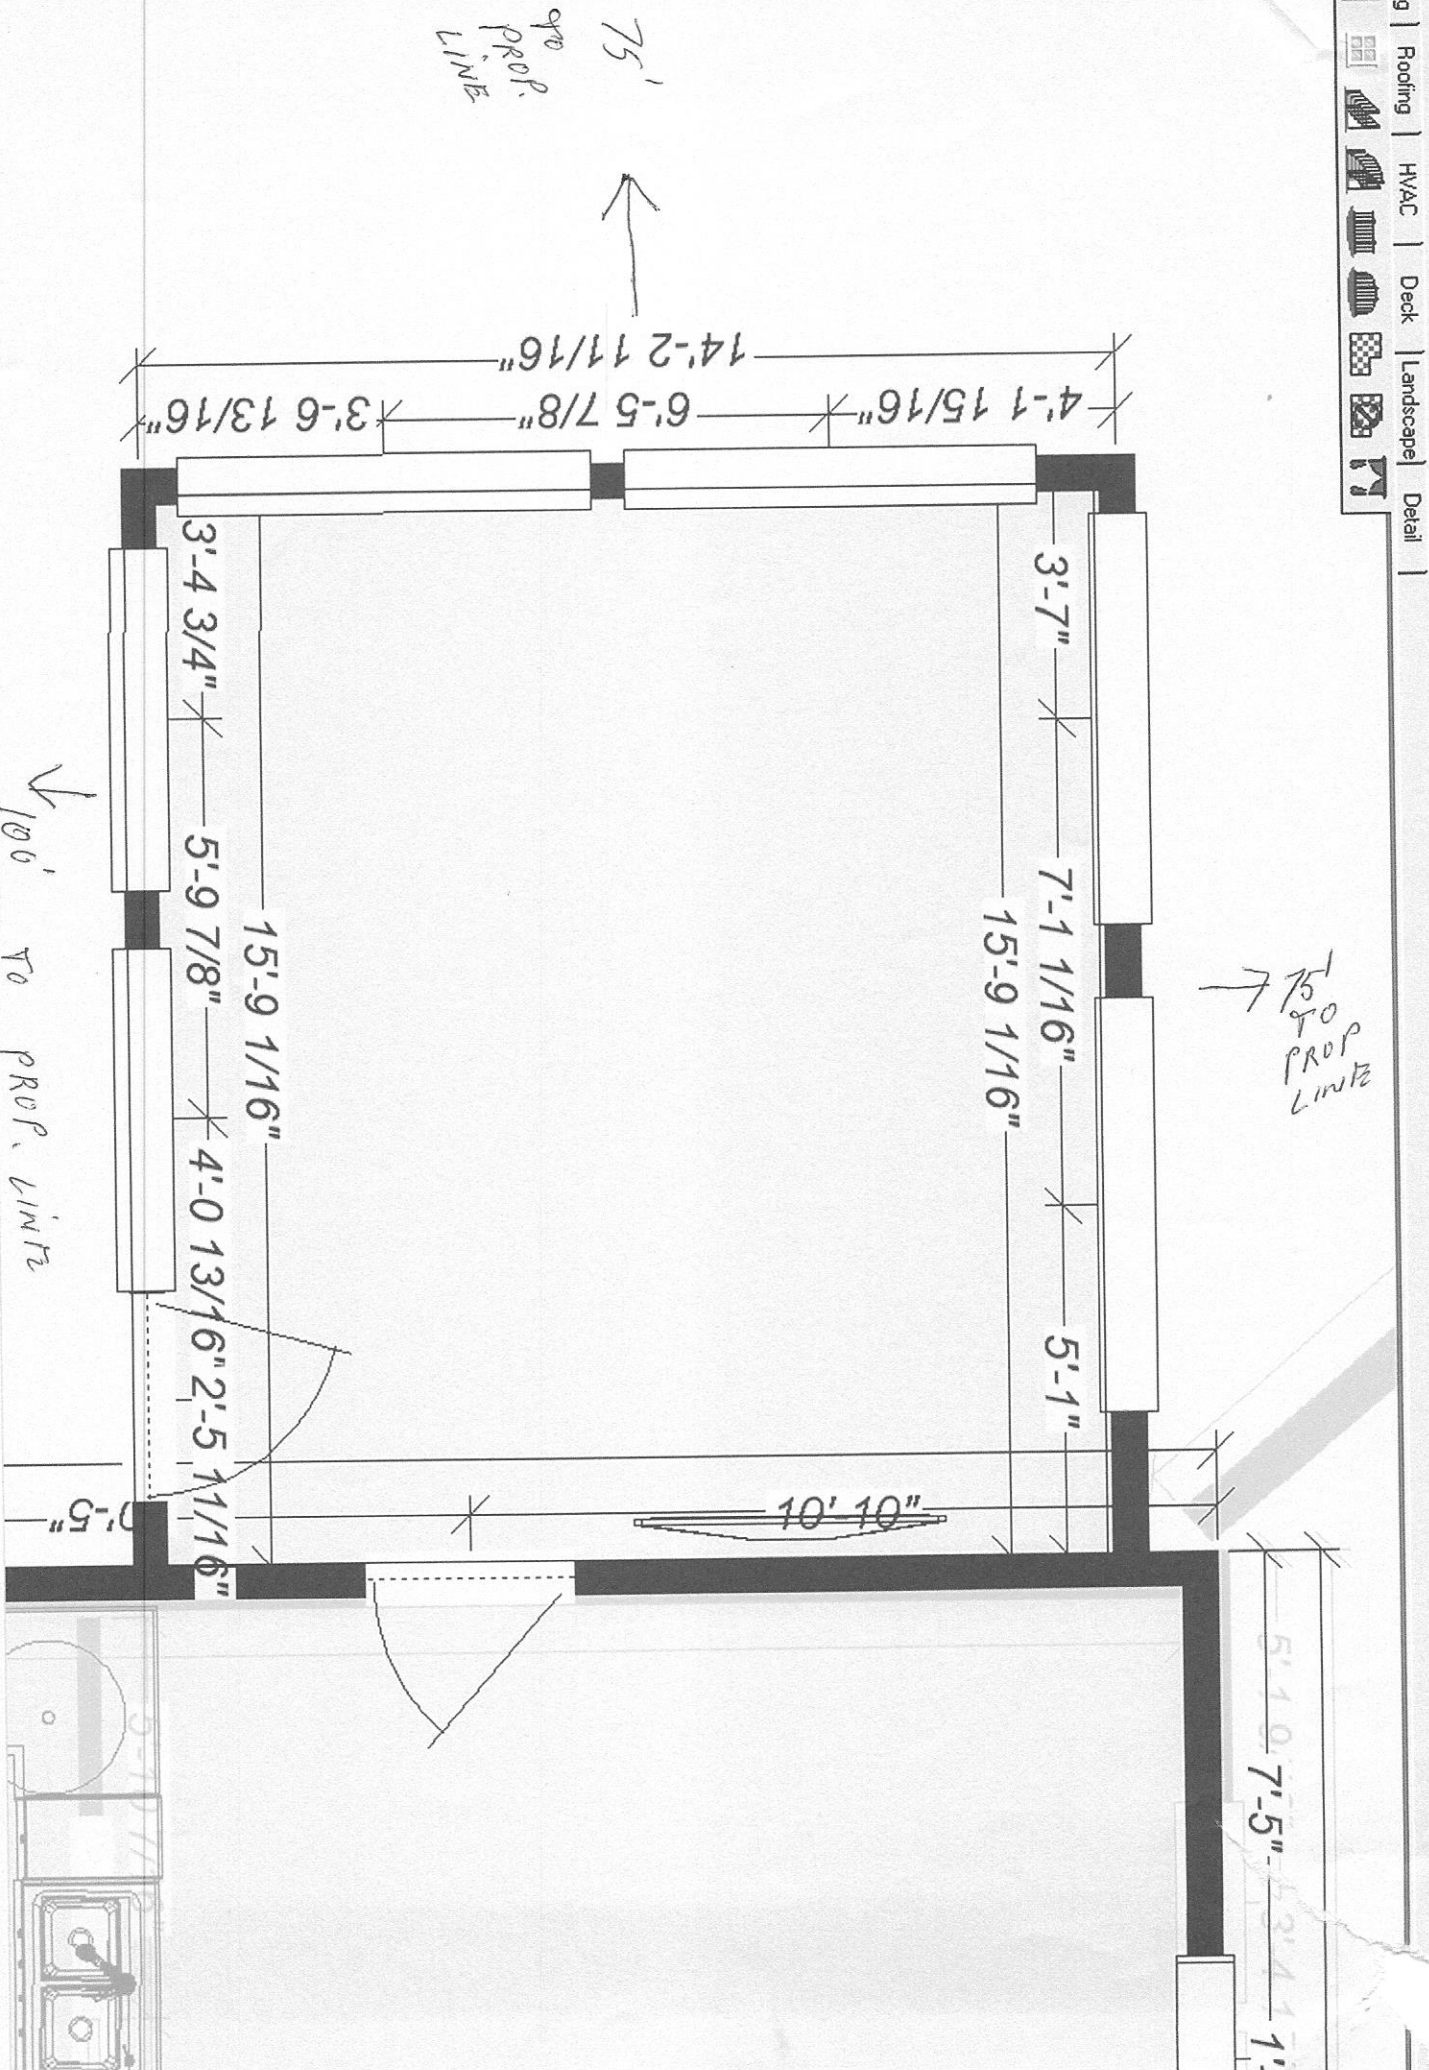 Roofing | HVAC | Deck | Landscape | Detail |
75'
TO
PROP.
LINE
14'-2 11/16"
3'-6 13/16"
6'-5 7/8"
4'-1 15/16"
3'-4 3/4"
5'-9 7/8"
4'-0 13/16"
2'-5 11/16"
15'-9 1/16"
15'-9 1/16"
3'-7"
7'-1 1/16"
5'-1"
75'
TO
PROP
LINE
100' TO PROP. LINE
10'-10"
0'-5"
7'-5"